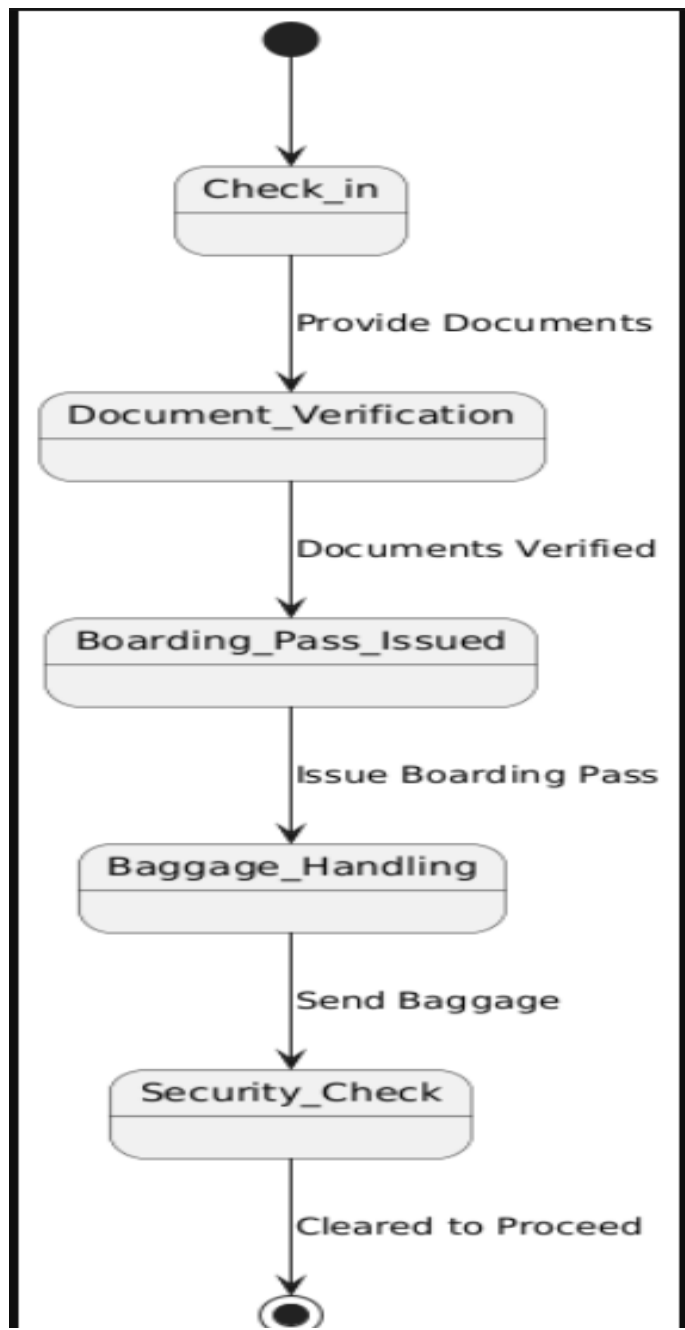 Check_in
Provide Documents
Document_Verification
Documents Verified
Boarding_Pass_Issued
Issue Boarding Pass
Baggage_Handling
Send Baggage
Security_Check
Cleared to Proceed